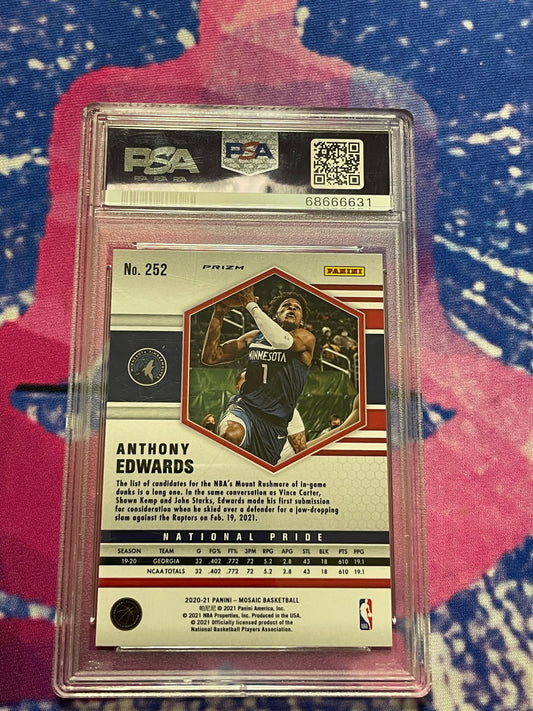 PSA
PSA PSA PSA
PSA
68666631
No. 252 PRIZM PANINI
MINNESOTA
1
ANTHONY
EDWARDS
The list of candidates for the NBA's Mount Rushmore of in-game
dunks is a long one. In the same conversation as Vince Carter,
Shawn Kemp and John Starks, Edwards made his first submission
for consideration when he skied over a defender for a jaw-dropping
slam against the Raptors on Feb. 19, 2021.
NATIONAL PRIDE
SEASON TEAM G FG% FT% 3PM RPG APG STL BLK PTS PPG
19-20 GEORGIA 32 .402 .772 72 5.2 2.8 43 18 610 19.1
NCAA TOTALS 32 .402 .772 72 5.2 2.8 43 18 610 19.1
2020-21 PANINI – MOSAIC BASKETBALL
帕尼尼 © 2021 Panini America, Inc.
© 2021 NBA Properties, Inc. Produced in the USA.
© 2021 Officially licensed product of the
National Basketball Players Association.